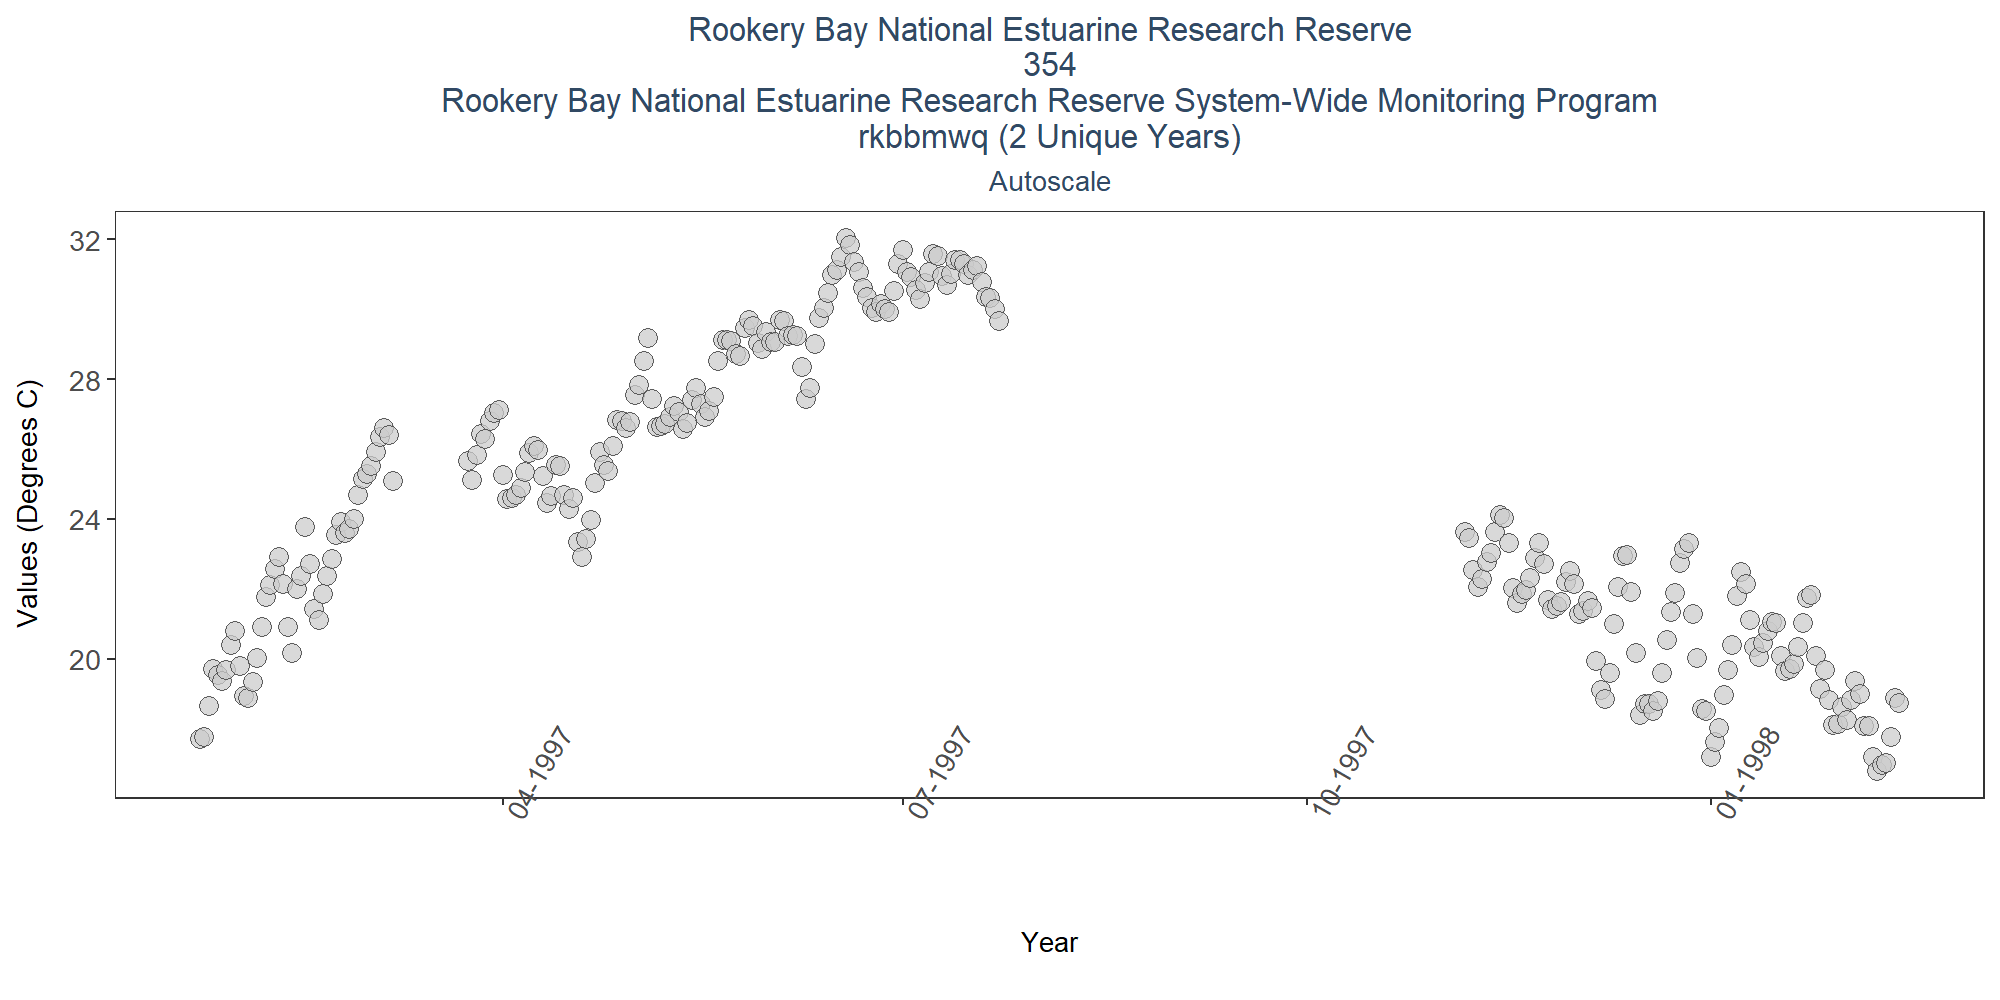 Rookery Bay National Estuarine Research Reserve
354
Rookery Bay National Estuarine Research Reserve System-Wide Monitoring Program
rkbbmwq (2 Unique Years)
Autoscale
Values (Degrees C)
32
28
24
20
04-1997
07-1997
10-1997
01-1998
Year